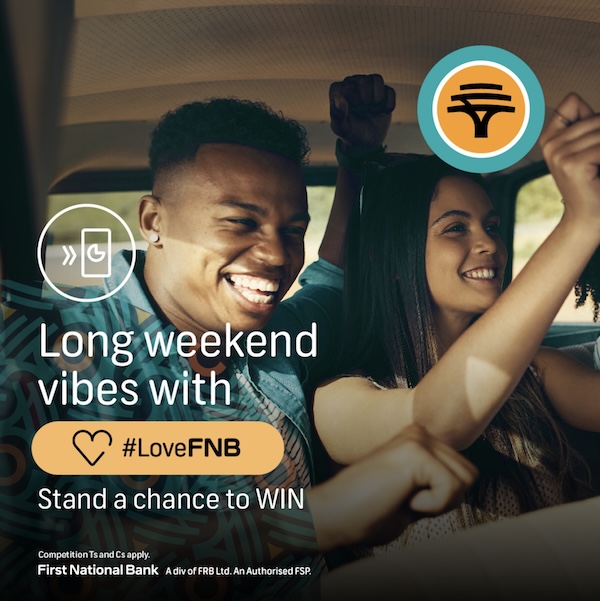 Long weekend
vibes with
#LoveFNB
Stand a chance to WIN
Competition Ts and Cs apply.
First National Bank A div of FRB Ltd. An Authorised FSP.